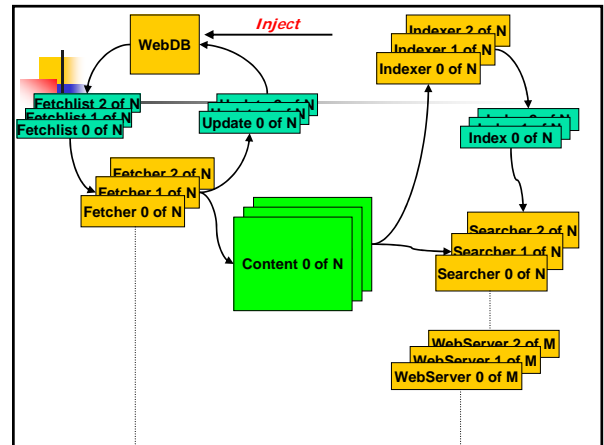 Inject
WebDB
Fetchlist 2 of N
Fetchlist 1 of N
Fetchlist 0 of N
Update 0 of N
Fetcher 2 of N
Fetcher 1 of N
Fetcher 0 of N
Content 0 of N
Indexer 2 of N
Indexer 1 of N
Indexer 0 of N
Index 0 of N
Searcher 2 of N
Searcher 1 of N
Searcher 0 of N
WebServer 2 of M
WebServer 1 of M
WebServer 0 of M